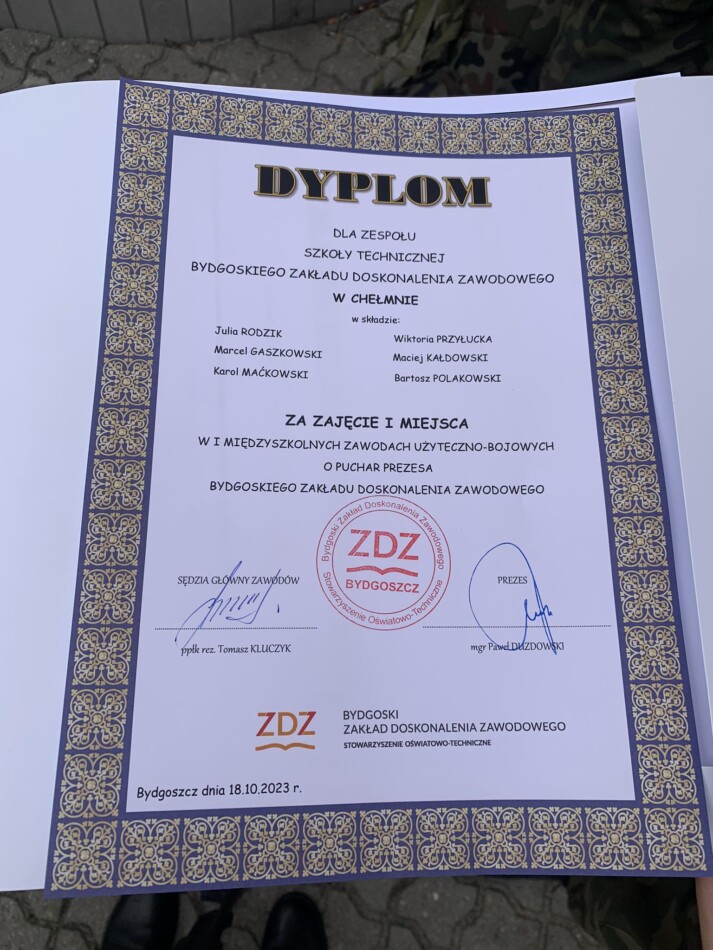 DYPLOM
DLA ZESPOŁU
SZKOŁY TECHNICZNEJ
BYDGOSKIEGO ZAKŁADU DOSKONALENIA ZAWODOWEGO
W CHEŁMNIE
w składzie:
Julia RODZIK
Wiktoria PRZYŁUCKA
Marcel GASZKOWSKI
Maciej KAŁDOWSKI
Karol MAĆKOWSKI
Bartosz POLAKOWSKI
ZA ZAJĘCIE I MIEJSCA
W I MIĘDZYSZKOLNYCH ZAWODACH UŻYTECZNO-BOJOWYCH
O PUCHAR PREZESA
BYDGOSKIEGO ZAKŁADU DOSKONALENIA ZAWODOWEGO
Bydgoski Zakład Doskonalenia Zawodowego
ZDZ
BYDGOSZCZ
Stowarzyszenie Oświatowo-Techniczne
SĘDZIA GŁÓWNY ZAWODÓW
PREZES
ppłk rez. Tomasz KLUCZYK
mgr Paweł DUZDOWSKI
ZDZ
BYDGOSKI
ZAKŁAD DOSKONALENIA ZAWODOWEGO
STOWARZYSZENIE OŚWIATOWO-TECHNICZNE
Bydgoszcz dnia 18.10.2023 r.